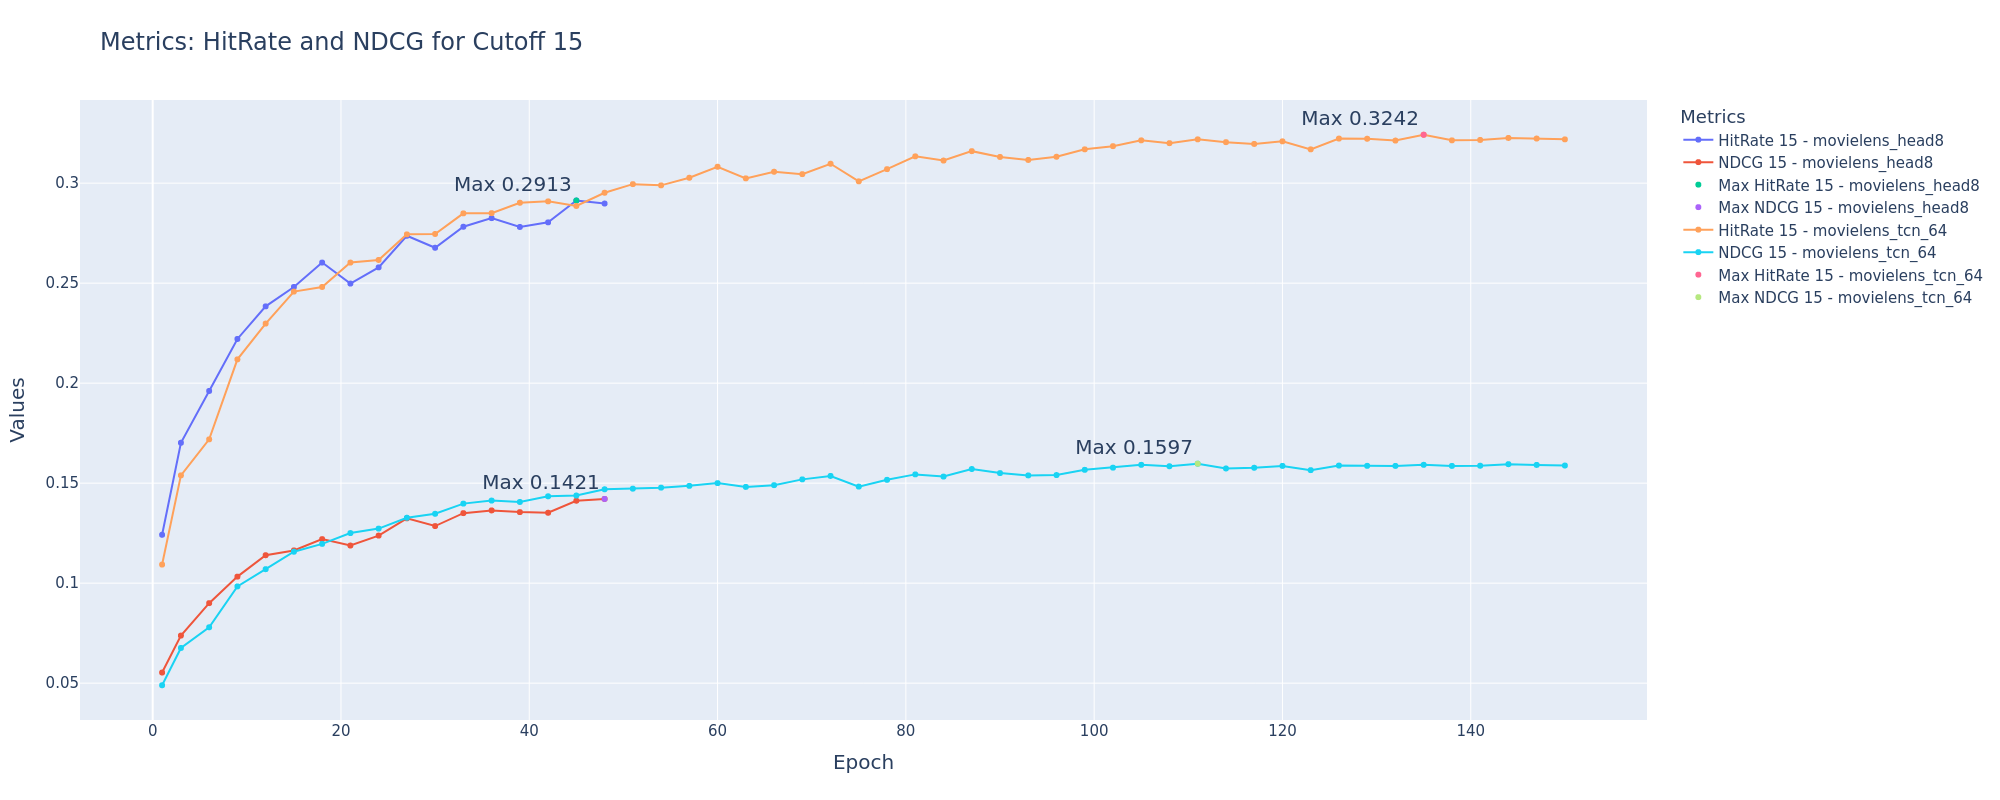 Metrics: HitRate and NDCG for Cutoff 15
Metrics
HitRate 15 - movielens_head8
NDCG 15 - movielens_head8
Max HitRate 15 - movielens_head8
Max NDCG 15 - movielens_head8
HitRate 15 - movielens_tcn_64
NDCG 15 - movielens_tcn_64
Max HitRate 15 - movielens_tcn_64
Max NDCG 15 - movielens_tcn_64
Max 0.3242
Max 0.2913
Max 0.1597
Max 0.1421
Values
0.3
0.25
0.2
0.15
0.1
0.05
0 20 40 60 80 100 120 140
Epoch